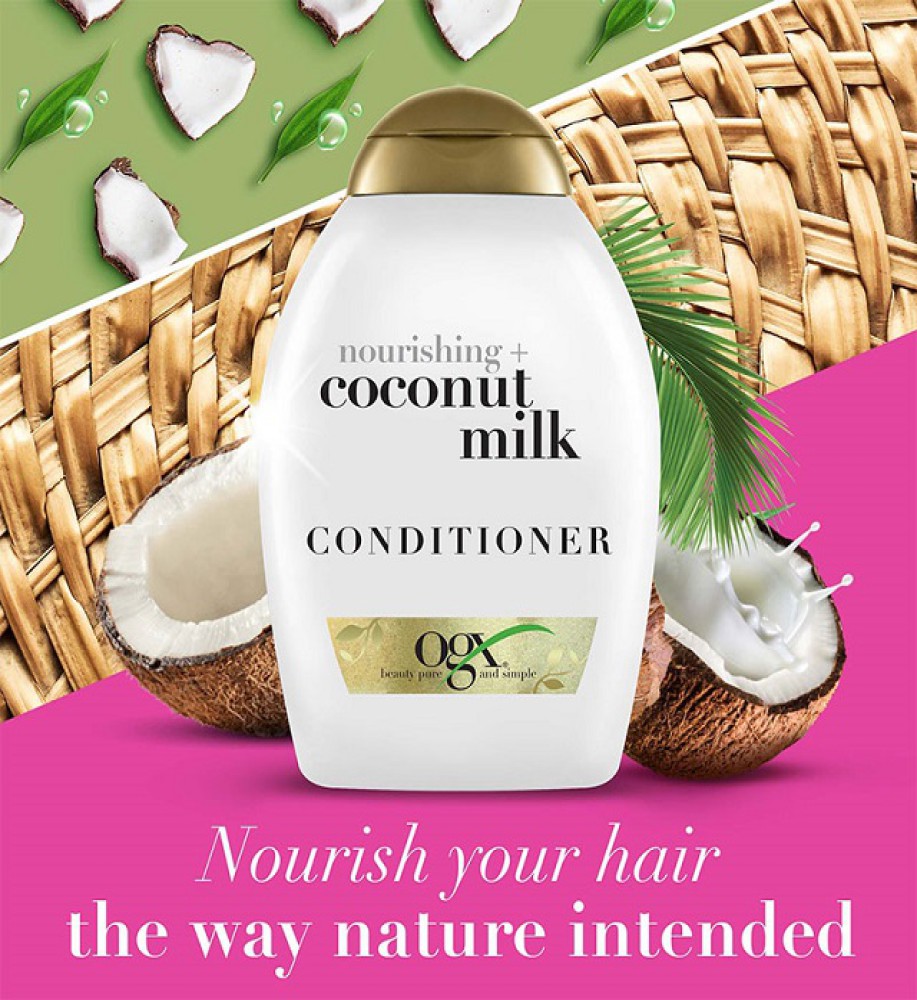 nourishing +
coconut
milk
CONDITIONER
ogx®
beauty pure and simple
Nourish your hair
the way nature intended